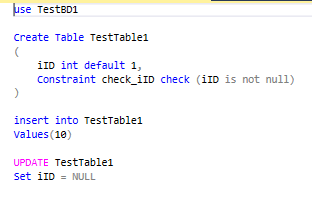 use TestBD1
Create Table TestTable1
(
iID int default 1,
Constraint check_iID check (iID is not null)
)
insert into TestTable1
Values(10)
UPDATE TestTable1
Set iID = NULL